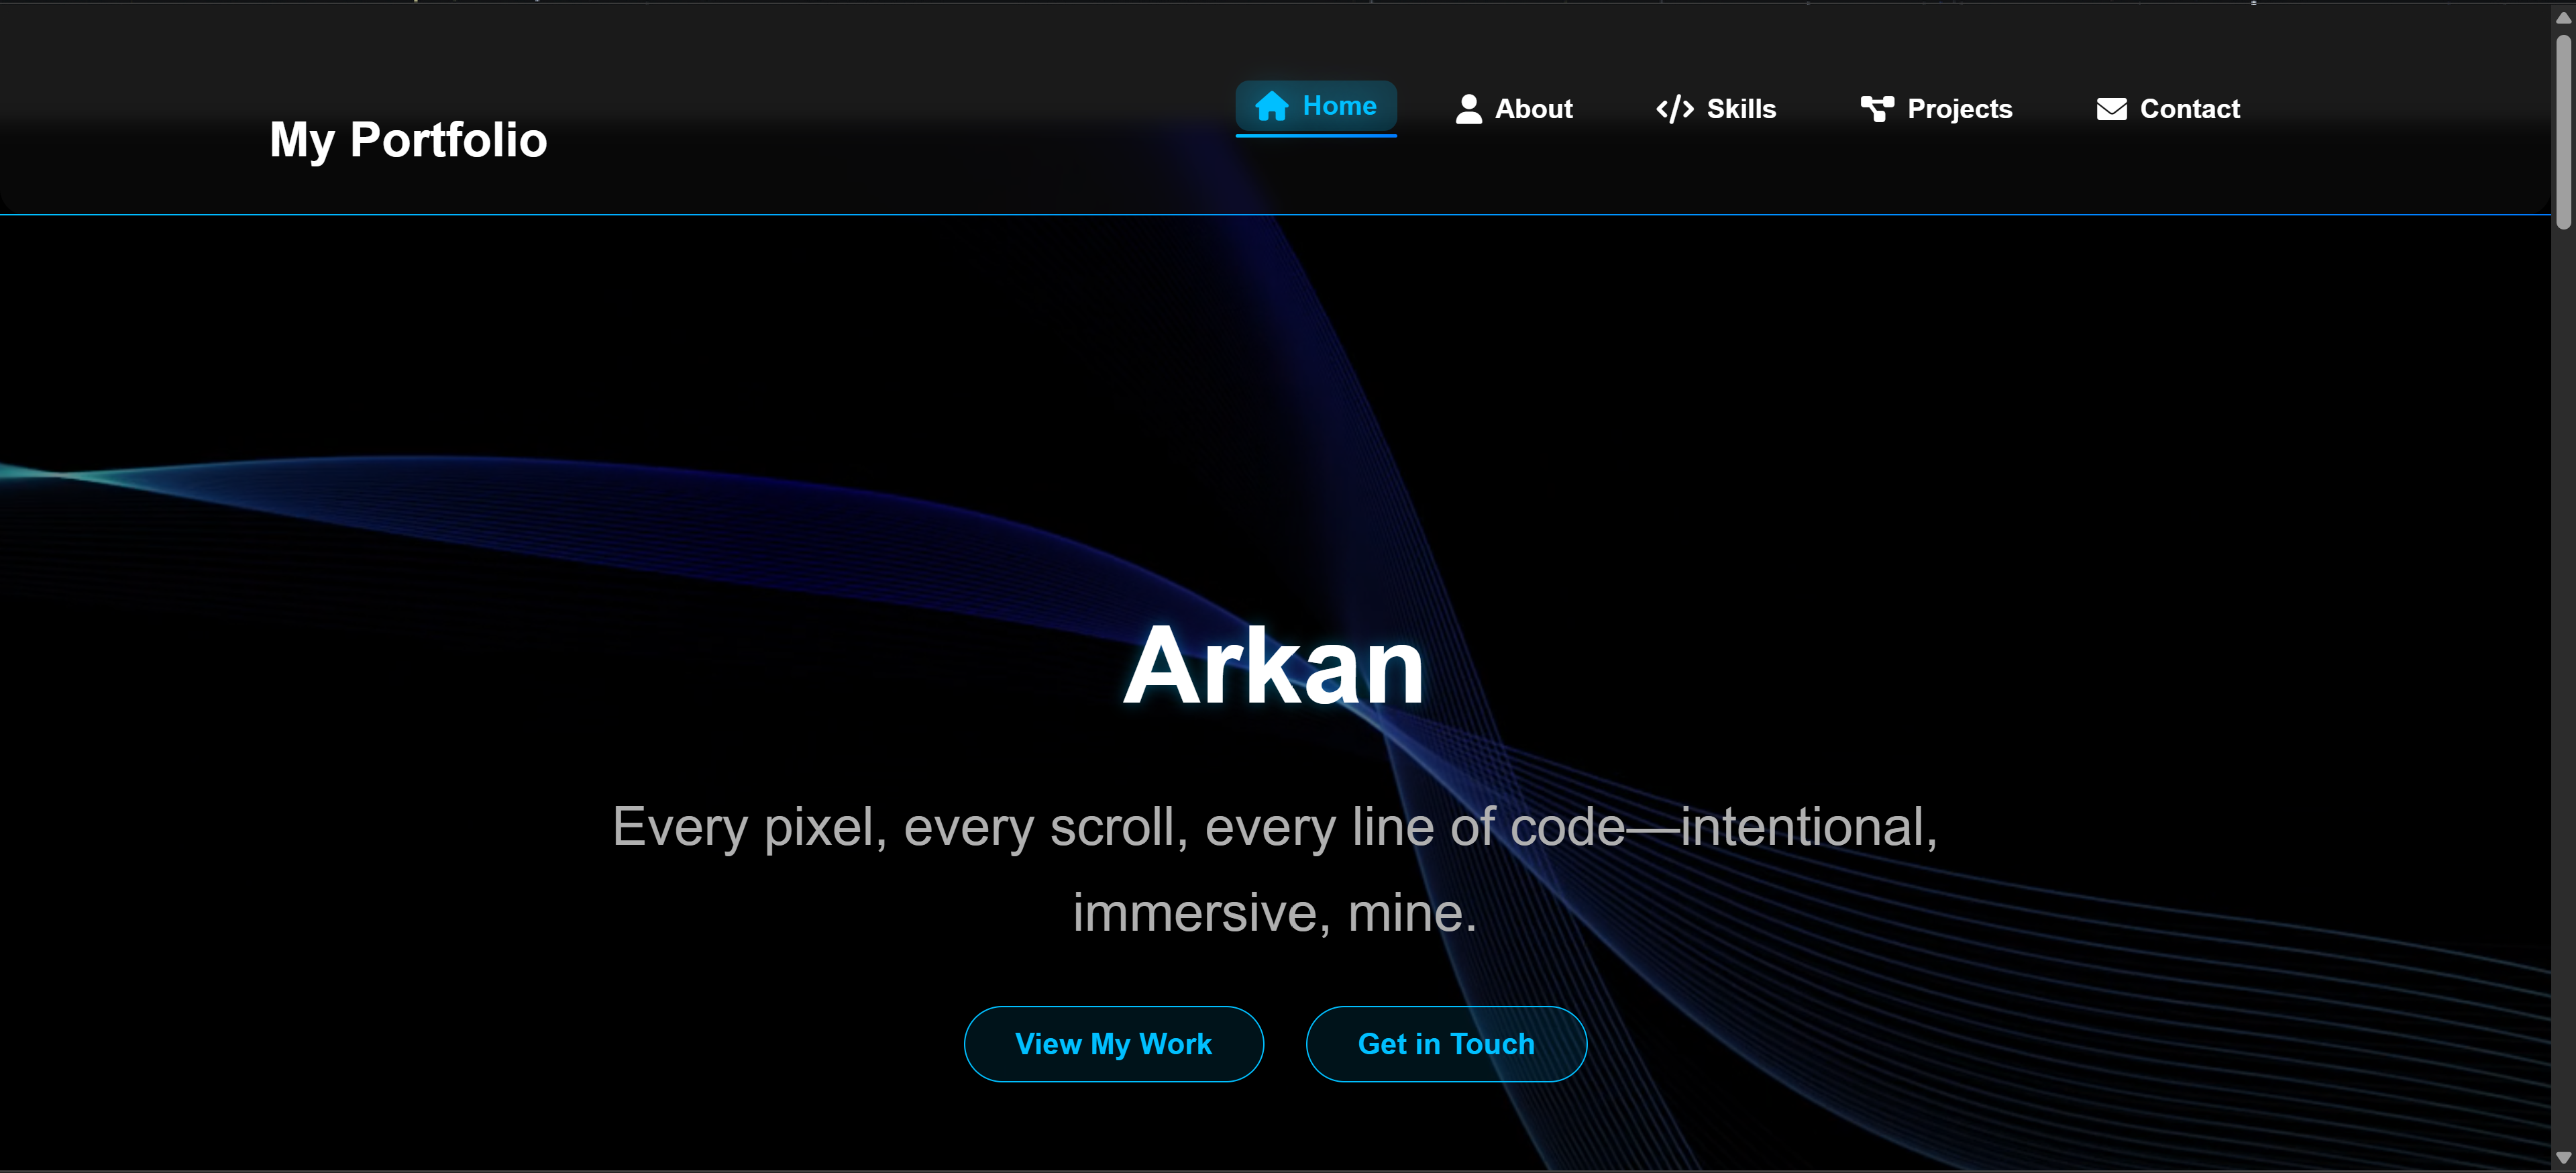 My Portfolio
Home
About
Skills
Projects
Contact
Arkan
Every pixel, every scroll, every line of code—intentional,
immersive, mine.
View My Work
Get in Touch